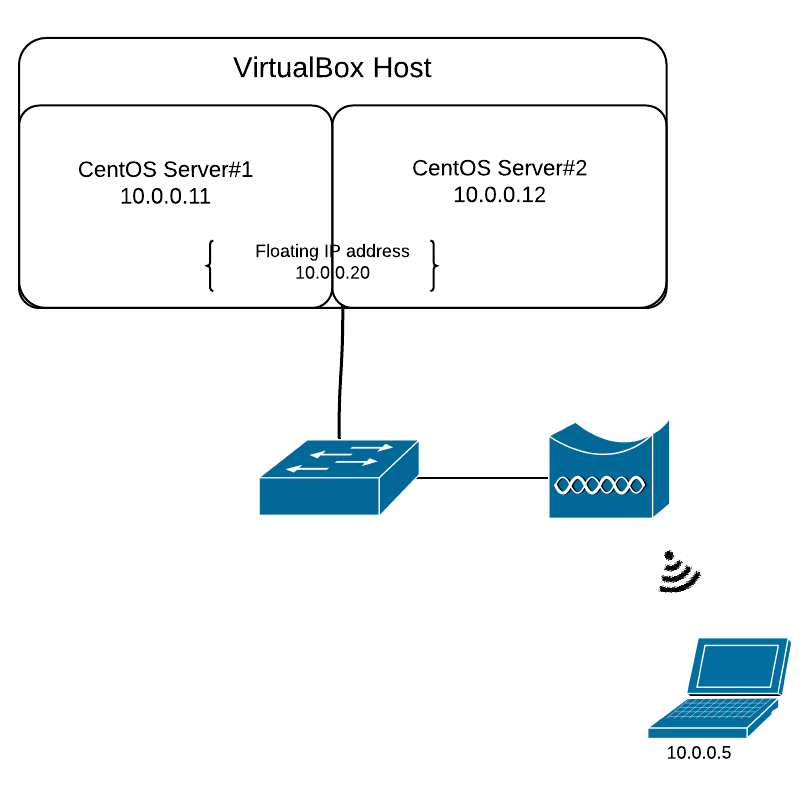 VirtualBox Host
CentOS Server#1
10.0.0.11
CentOS Server#2
10.0.0.12
Floating IP address
10.0.0.20
10.0.0.5